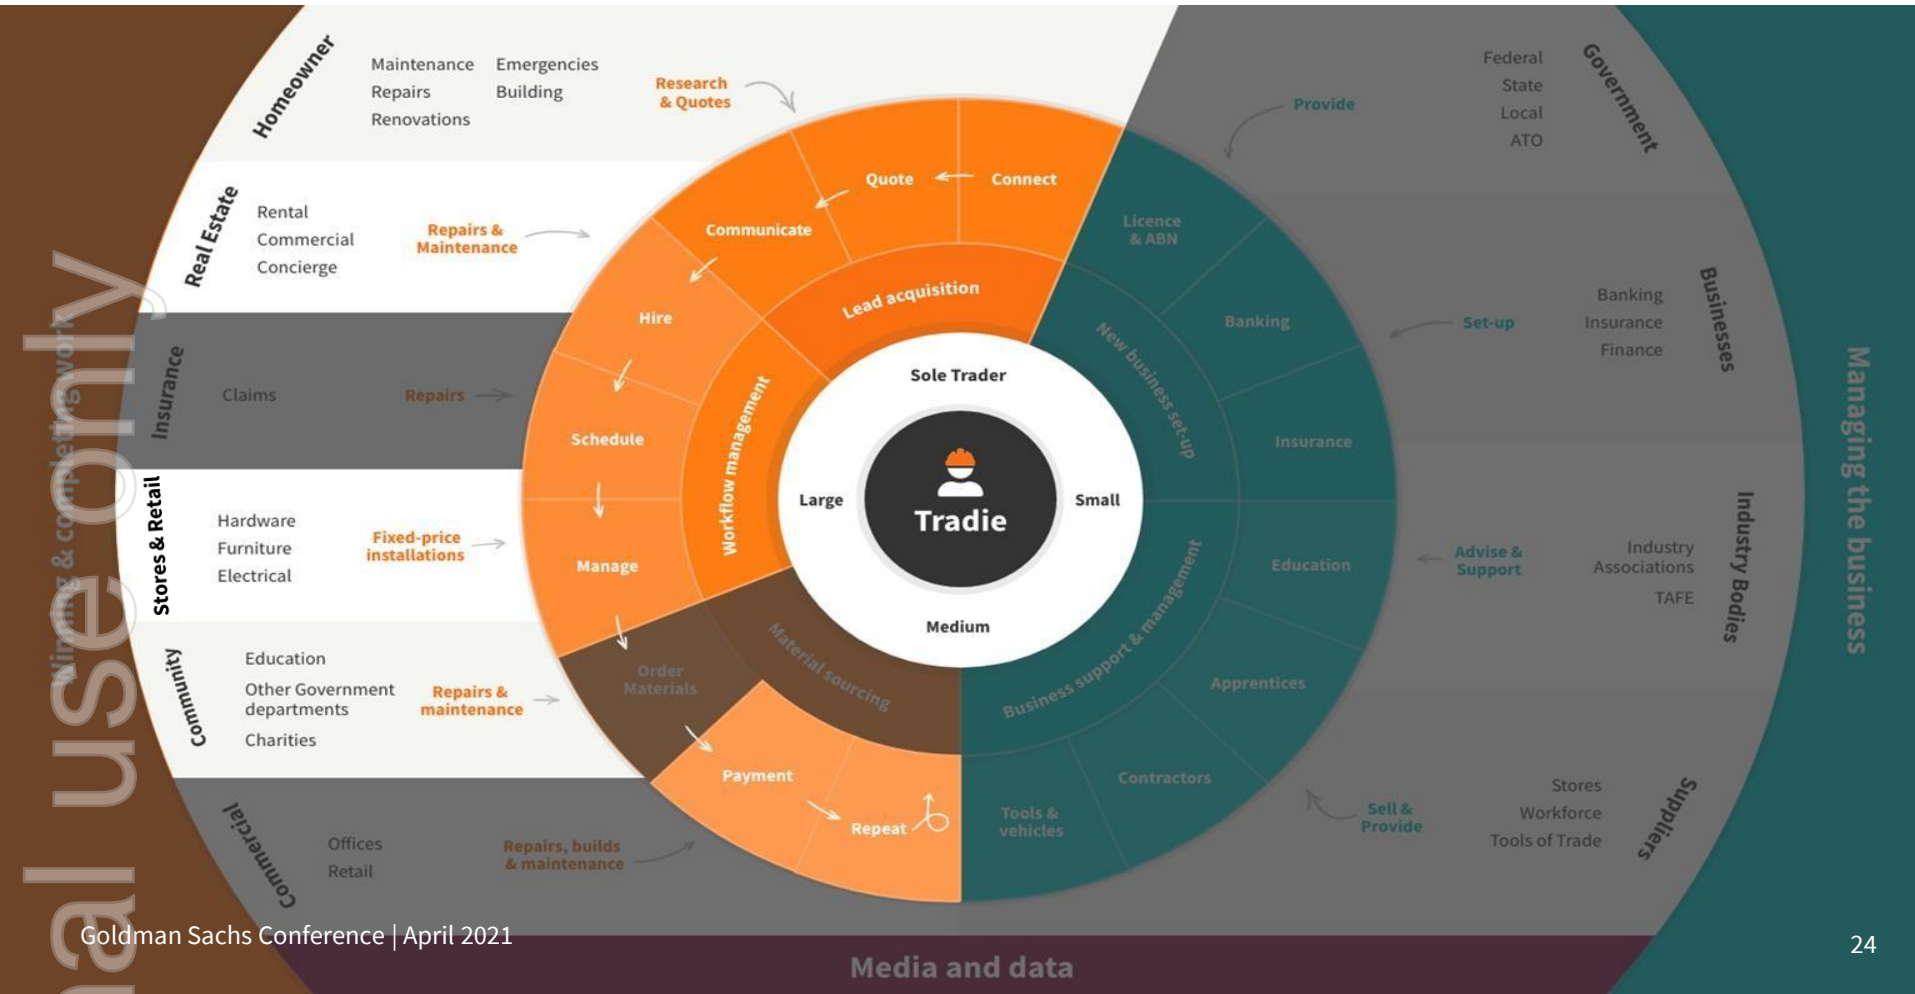 Homeowner
Maintenance
Repairs
Renovations
Emergencies
Building
Research
& Quotes
Real Estate
Rental
Commercial
Concierge
Repairs &
Maintenance
Insurance
Claims
Repairs
Stores & Retail
Hardware
Furniture
Electrical
Fixed-price
installations
Community
Education
Other Government
departments
Charities
Repairs &
maintenance
Commercial
Offices
Retail
Repairs, builds
& maintenance
Winning & completing work
nal use only
Connect
Quote
Communicate
Hire
Schedule
Manage
Order
Materials
Payment
Repeat
Lead acquisition
Workflow management
Material sourcing
Sole Trader
Large
Small
Medium
Tradie
New business set-up
Business support & management
Licence
& ABN
Banking
Insurance
Education
Apprentices
Contractors
Tools &
vehicles
Provide
Federal
State
Local
ATO
Government
Set-up
Banking
Insurance
Finance
Businesses
Advise &
Support
Industry
Associations
TAFE
Industry Bodies
Sell &
Provide
Stores
Workforce
Tools of Trade
Suppliers
Managing the business
Media and data
Goldman Sachs Conference | April 2021
24